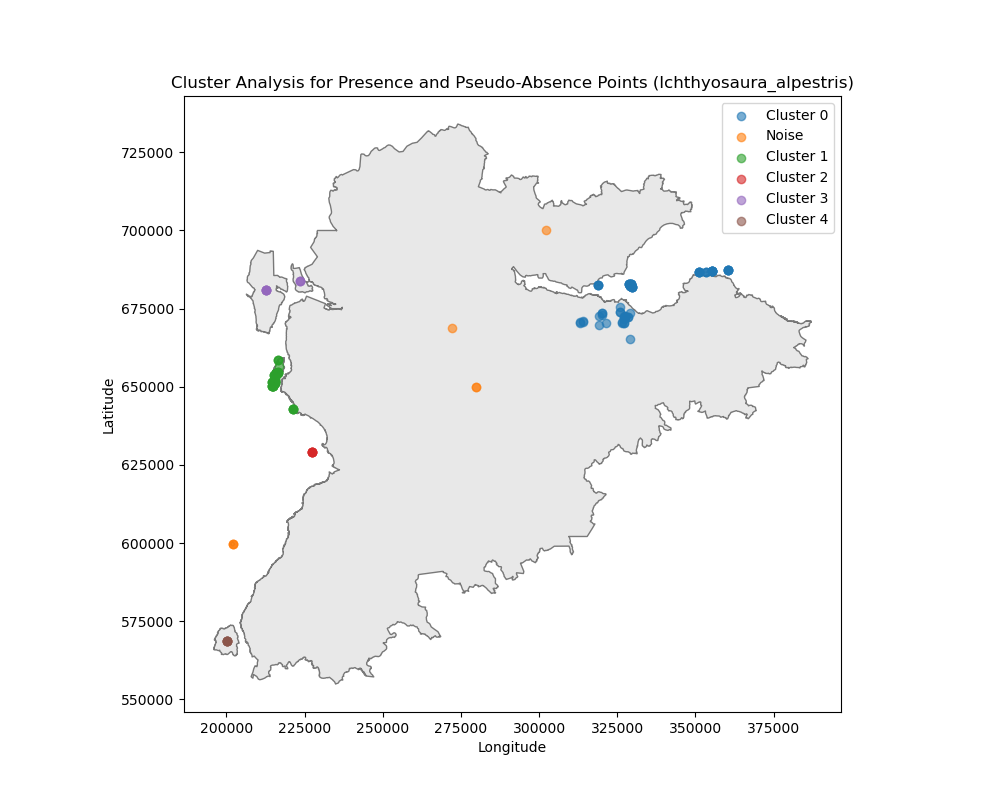 Cluster Analysis for Presence and Pseudo-Absence Points (Ichthyosaura_alpestris)
Cluster 0
Noise
Cluster 1
Cluster 2
Cluster 3
Cluster 4
Latitude
725000
700000
675000
650000
625000
600000
575000
550000
200000 225000 250000 275000 300000 325000 350000 375000
Longitude